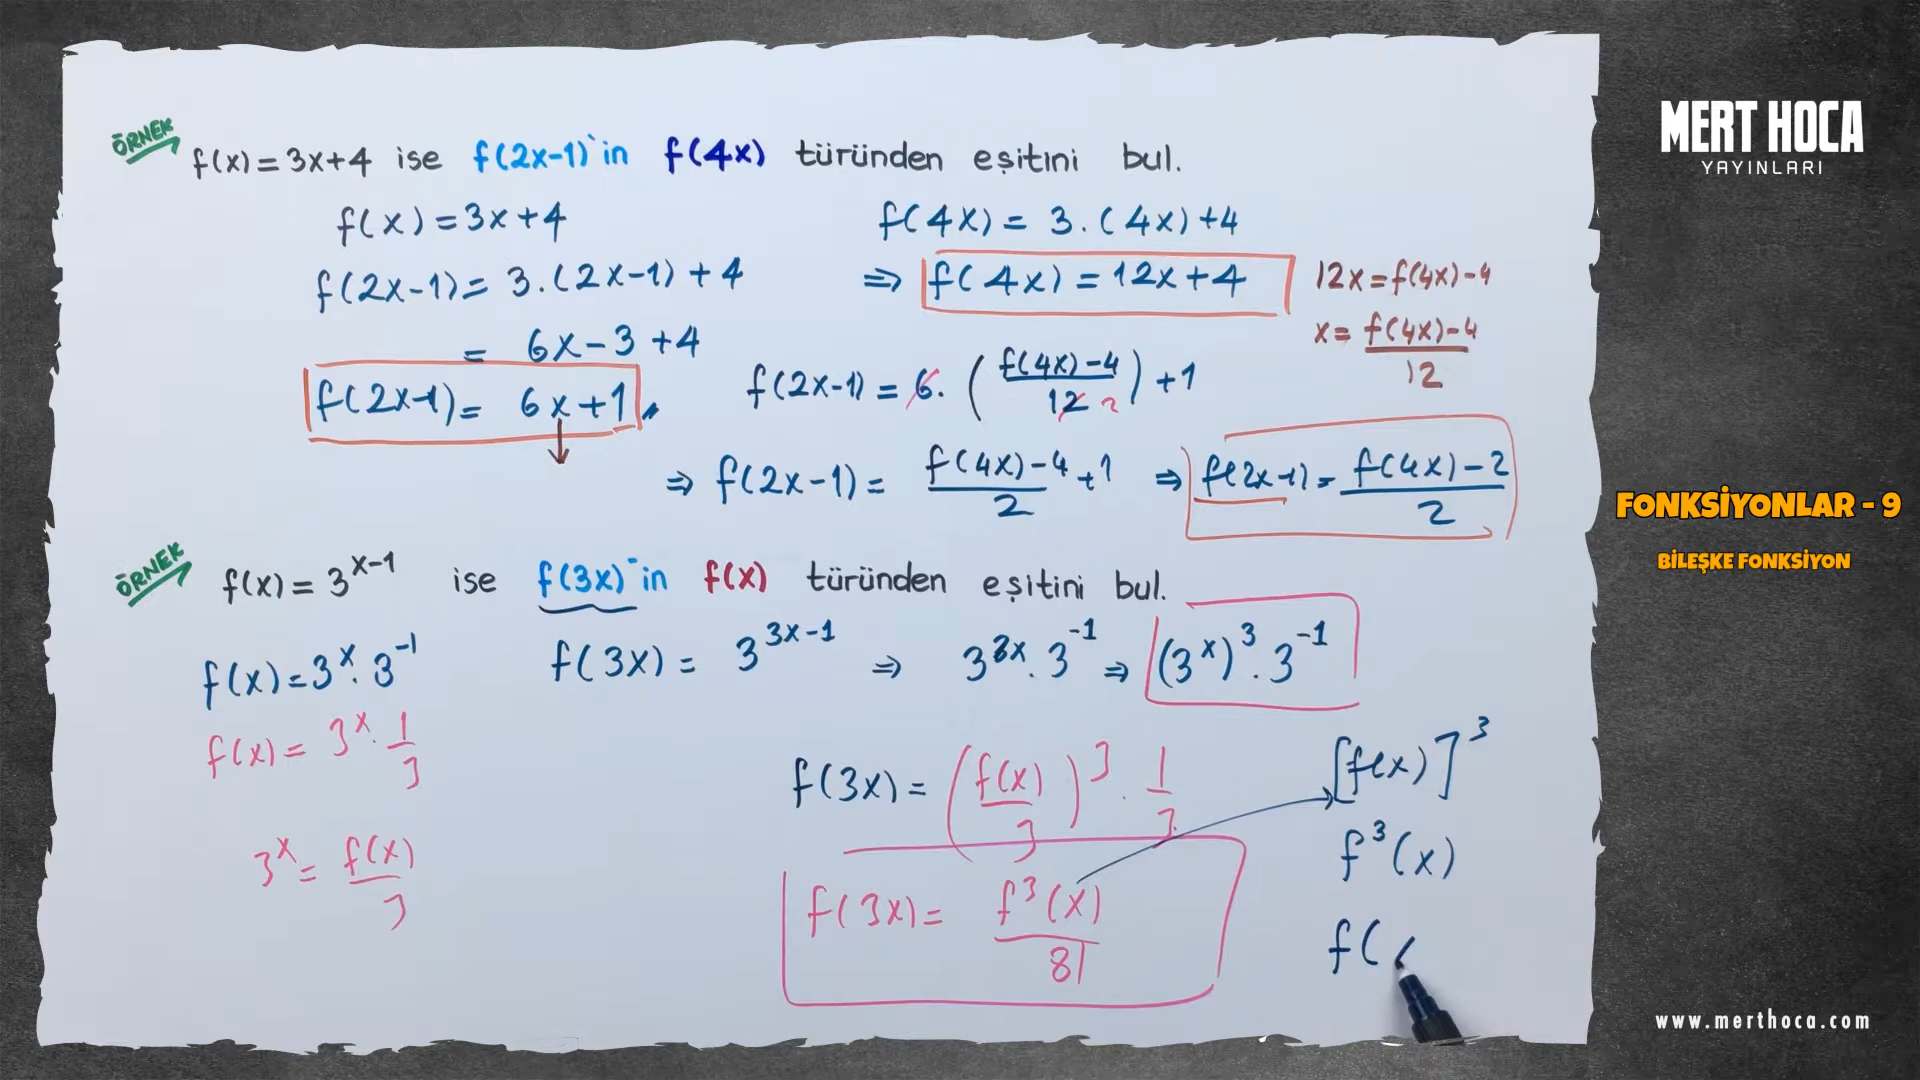 ÖRNEK
f(x) = 3x+4 ise f(2x-1)'in f(4x) türünden eşitini bul.
f(x) = 3x+4
f(2x-1) = 3.(2x-1) + 4
= 6x - 3 + 4
f(2x-1) = 6x+1
f(4x) = 3.(4x)+4
⇒ f(4x) = 12x+4
12x = f(4x)-4
x = f(4x)-4 / 12
f(2x-1) = 6. ( f(4x)-4 / 12 2 ) + 1
⇒ f(2x-1) = f(4x)-4 / 2 + 1 ⇒ f(2x-1) = f(4x)-2 / 2
ÖRNEK
f(x) = 3^(x-1) ise f(3x)'in f(x) türünden eşitini bul.
f(x) = 3^x . 3^-1
f(x) = 3^x . 1/3
3^x = f(x)/3
f(3x) = 3^(3x-1) ⇒ 3^(3x) . 3^-1 ⇒ (3^x)^3 . 3^-1
f(3x) = (f(x)/3)^3 . 1/3
f(3x) = f^3(x) / 81
[f(x)]^3
f^3(x)
f(
MERT HOCA
YAYINLARI
FONKSİYONLAR - 9
BİLEŞKE FONKSİYON
www.merthoca.com